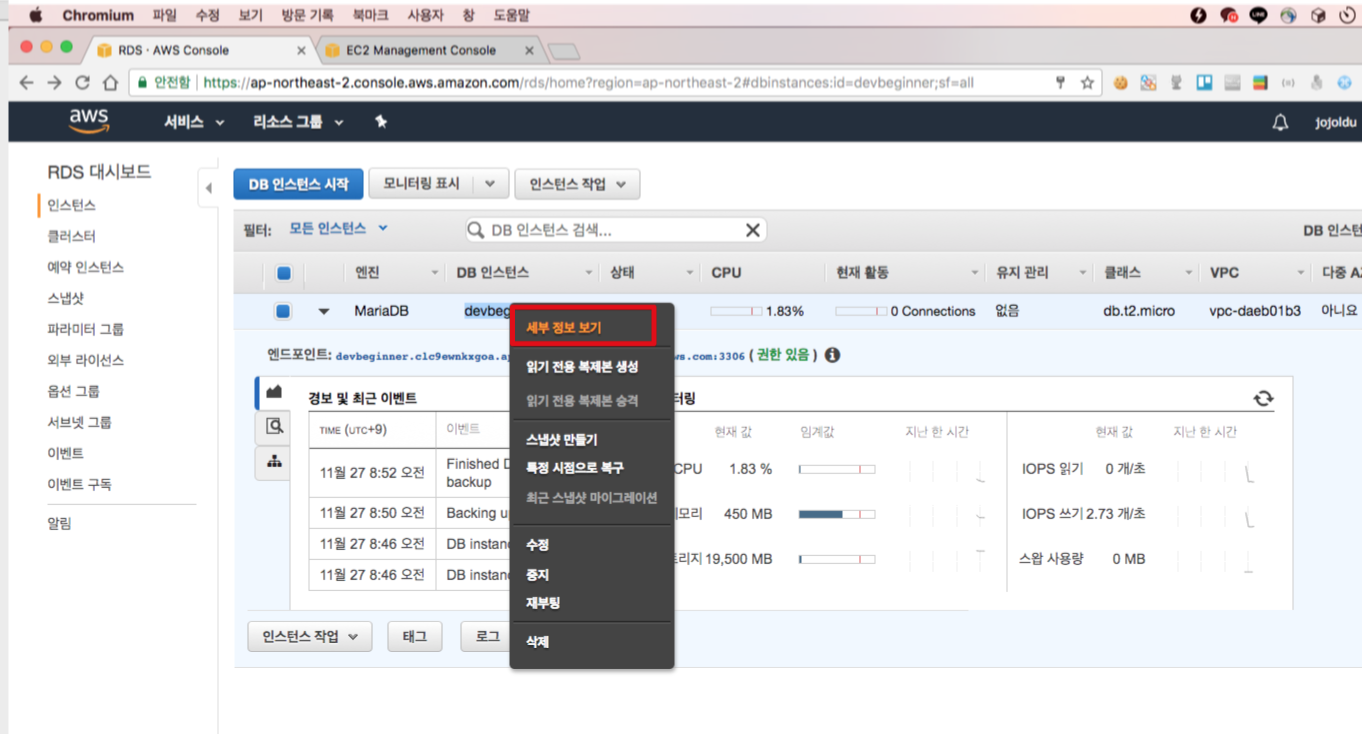 Chromium 파일 수정 보기 방문 기록 북마크 사용자 창 도움말
RDS · AWS Console EC2 Management Console
안전함 https://ap-northeast-2.console.aws.amazon.com/rds/home?region=ap-northeast-2#dbinstances:id=devbeginner;sf=all
aws 서비스 리소스 그룹 jojoldu
RDS 대시보드
인스턴스
클러스터
예약 인스턴스
스냅샷
파라미터 그룹
외부 라이선스
옵션 그룹
서브넷 그룹
이벤트
이벤트 구독
알림
DB 인스턴스 시작 모니터링 표시 인스턴스 작업
필터: 모든 인스턴스 DB 인스턴스 검색... DB 인스턴
엔진 DB 인스턴스 상태 CPU 현재 활동 유지 관리 클래스 VPC 다중 AZ
MariaDB devbeg 1.83% 0 Connections 없음 db.t2.micro vpc-daeb01b3 아니요
엔드포인트: devbeginner.clc9ewnkxgoa.ap ws.com:3306 ( 권한 있음 )
경보 및 최근 이벤트 터링
TIME (UTC+9) 이벤트 현재 값 임계값 지난 한 시간 현재 값 지난 한 시간
11월 27 8:52 오전 Finished D backup CPU 1.83 % IOPS 읽기 0 개/초
11월 27 8:50 오전 Backing up 메모리 450 MB IOPS 쓰기 2.73 개/초
11월 27 8:46 오전 DB instan 트리지 19,500 MB 스왑 사용량 0 MB
11월 27 8:46 오전 DB instan
인스턴스 작업 태그 로그
세부 정보 보기
읽기 전용 복제본 생성
읽기 전용 복제본 승격
스냅샷 만들기
특정 시점으로 복구
최근 스냅샷 마이그레이션
수정
중지
재부팅
삭제